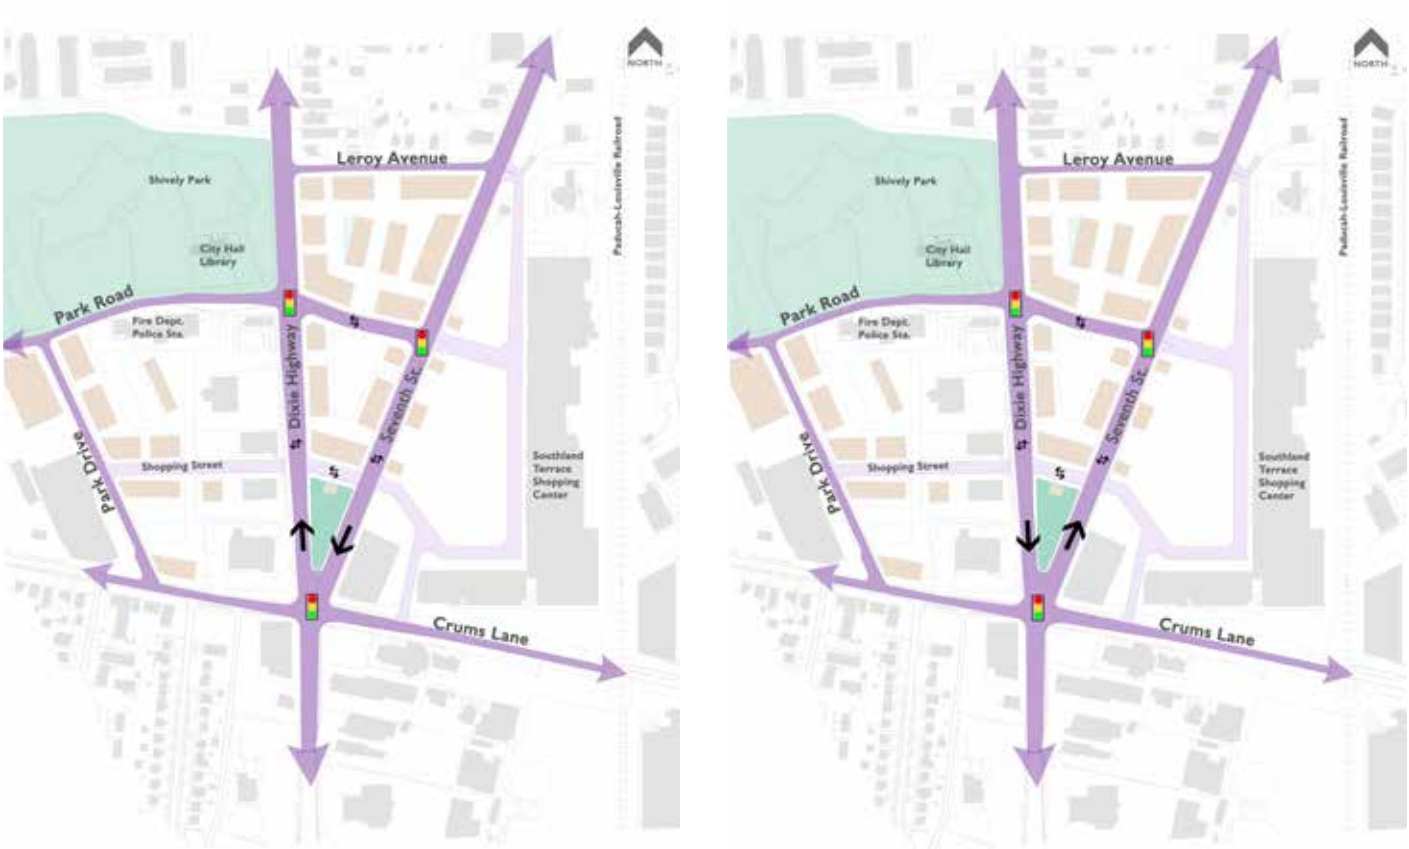 NORTH
Leroy Avenue
Shively Park
City Hall
Library
Paducah-Louisville Railroad
Park Road
Fire Dept.
Police Sta.
Dixie Highway
Seventh St.
Park Drive
Shopping Street
Southland
Terrace
Shopping
Center
Crums Lane
NORTH
Leroy Avenue
Shively Park
City Hall
Library
Paducah-Louisville Railroad
Park Road
Fire Dept.
Police Sta.
Dixie Highway
Seventh St.
Park Drive
Shopping Street
Southland
Terrace
Shopping
Center
Crums Lane